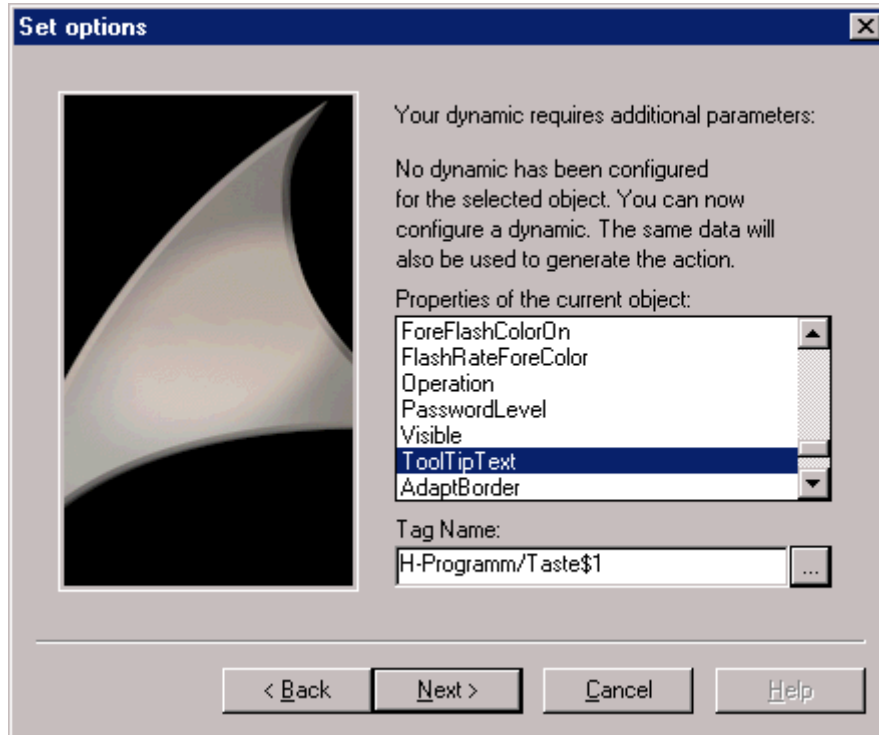 Set options
Your dynamic requires additional parameters:
No dynamic has been configured
for the selected object. You can now
configure a dynamic. The same data will
also be used to generate the action.
Properties of the current object:
ForeFlashColorOn
FlashRateForeColor
Operation
PasswordLevel
Visible
ToolTipText
AdaptBorder
Tag Name:
H-Programm/Taste$1
...
< Back
Next >
Cancel
Help